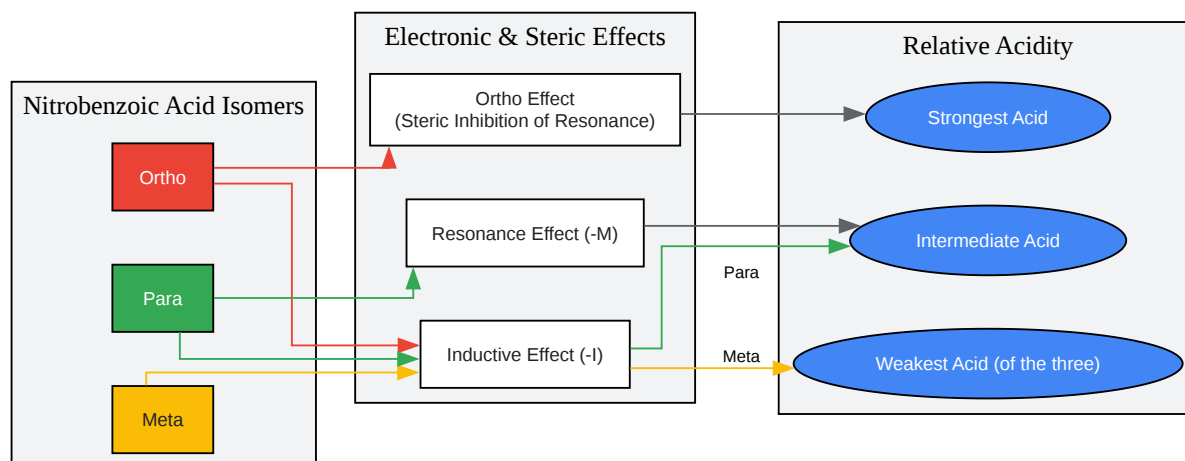 Nitrobenzoic Acid Isomers
Ortho
Para
Meta
Electronic & Steric Effects
Ortho Effect
(Steric Inhibition of Resonance)
Resonance Effect (-M)
Inductive Effect (-I)
Para
Meta
Relative Acidity
Strongest Acid
Intermediate Acid
Weakest Acid (of the three)